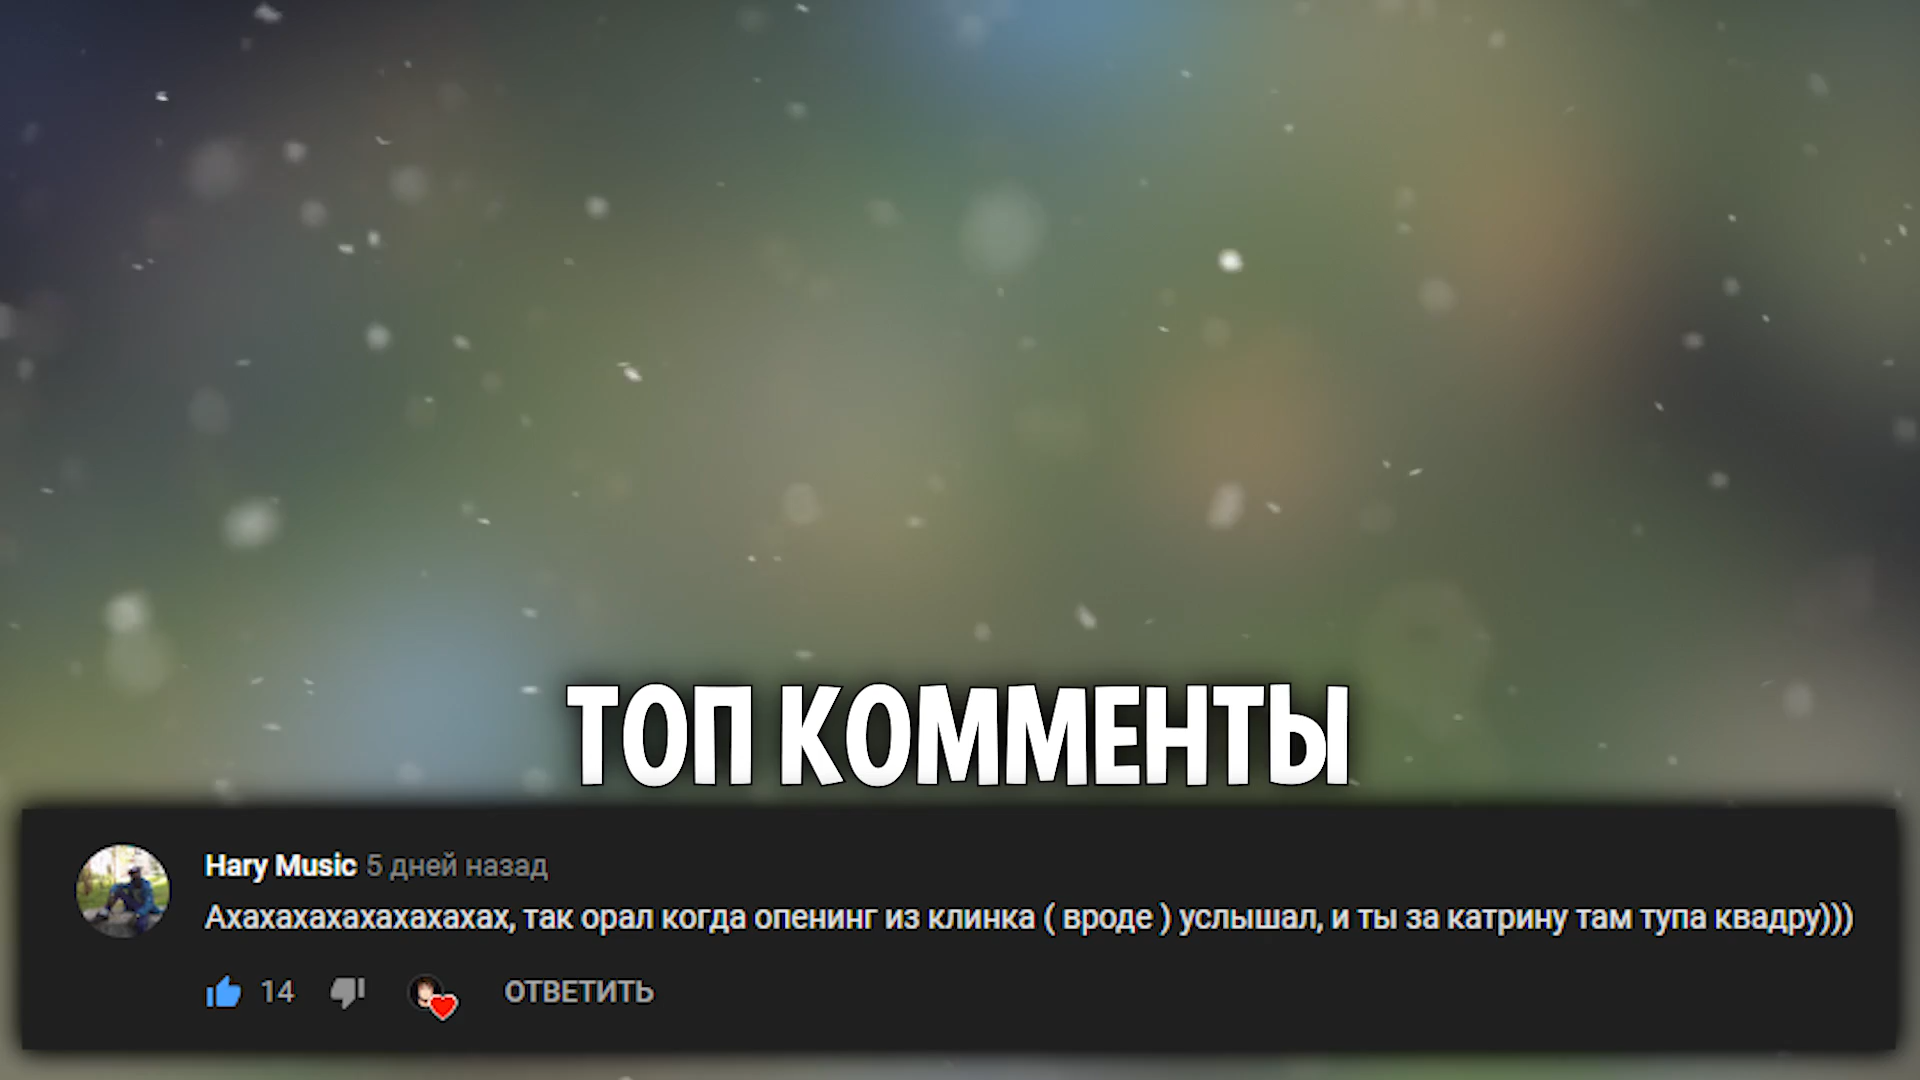 ТОП КОММЕНТЫ
Hary Music 5 дней назад
Ахахахахахахахахах, так орал когда опенинг из клинка ( вроде ) услышал, и ты за катрину там тупа квадру)))
14 ОТВЕТИТЬ